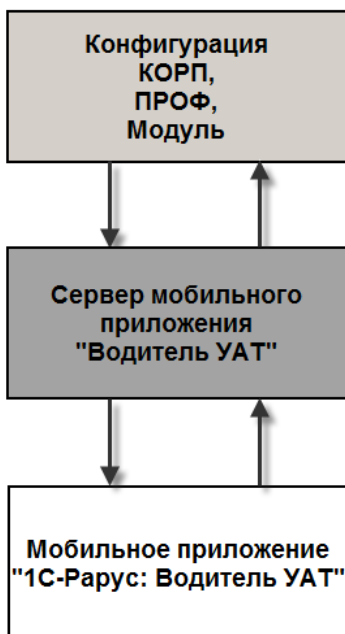 Конфигурация
КОРП,
ПРОФ,
Модуль
Сервер мобильного
приложения
"Водитель УАТ"
Мобильное приложение
"1С-Рарус: Водитель УАТ"